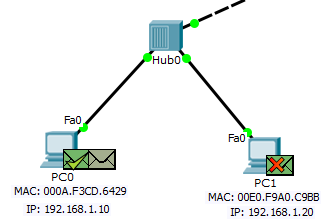 Hub0
Fa0
Fa0
PC0
MAC: 000A.F3CD.6429
IP: 192.168.1.10
PC1
MAC: 00E0.F9A0.C9BB
IP: 192.168.1.20